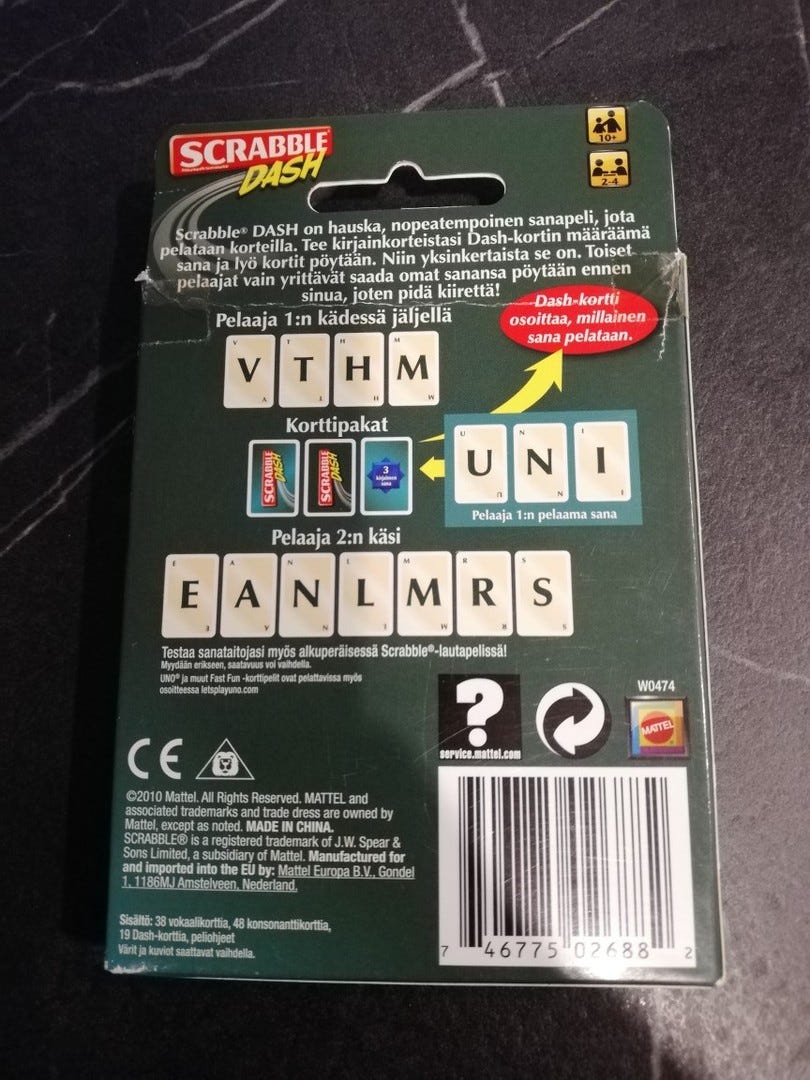 SCRABBLE
DASH
10+
2-4
Scrabble® DASH on hauska, nopeatempoinen sanapeli, jota
pelataan korteilla. Tee kirjainkorteistasi Dash-kortin määräämä
sana ja lyö kortit pöytään. Niin yksinkertaista se on. Toiset
pelaajat vain yrittävät saada omat sanansa pöytään ennen
sinua, joten pidä kiirettä!
Dash-kortti
osoittaa, millainen
sana pelataan.
Pelaaja 1:n kädessä jäljellä
V T H M
Korttipakat
SCRABBLE DASH
SCRABBLE DASH
3
kirjaimen
sana
U N I
Pelaaja 1:n pelaama sana
Pelaaja 2:n käsi
E A N L M R S
Testaa sanataitojasi myös alkuperäisessä Scrabble®-lautapelissä!
Myydään erikseen, saatavuus voi vaihdella.
UNO® ja muut Fast Fun -korttipelit ovat pelattavissa myös
osoitteessa letsplayuno.com
?
service.mattel.com
W0474
MATTEL
CE
©2010 Mattel. All Rights Reserved. MATTEL and
associated trademarks and trade dress are owned by
Mattel, except as noted. MADE IN CHINA.
SCRABBLE® is a registered trademark of J.W. Spear &
Sons Limited, a subsidiary of Mattel. Manufactured for
and imported into the EU by: Mattel Europa B.V., Gondel
1, 1186MJ Amstelveen, Nederland.
Sisältö: 38 vokaalikorttia, 48 konsonanttikorttia,
19 Dash-korttia, peliohjeet
Värit ja kuviot saattavat vaihdella.
7 46775 02688 2